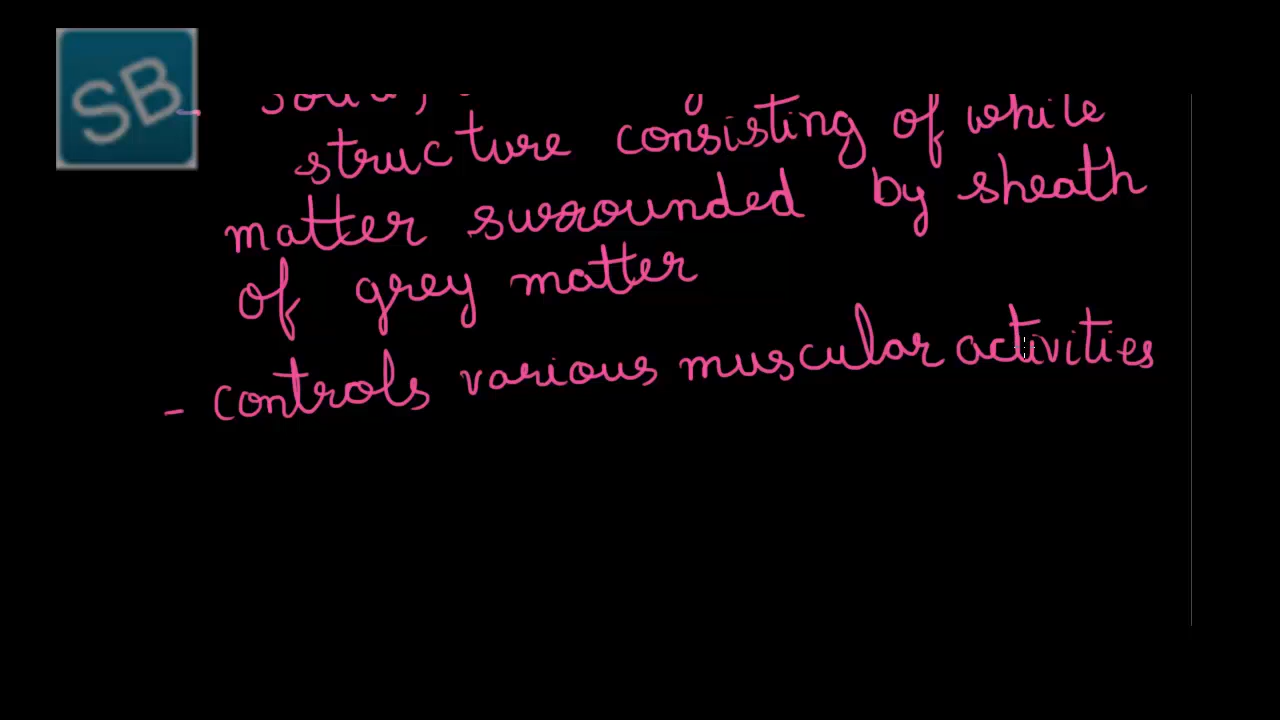 SB
structure consisting of white
matter surrounded by sheath
of grey matter
- controls various muscular activities